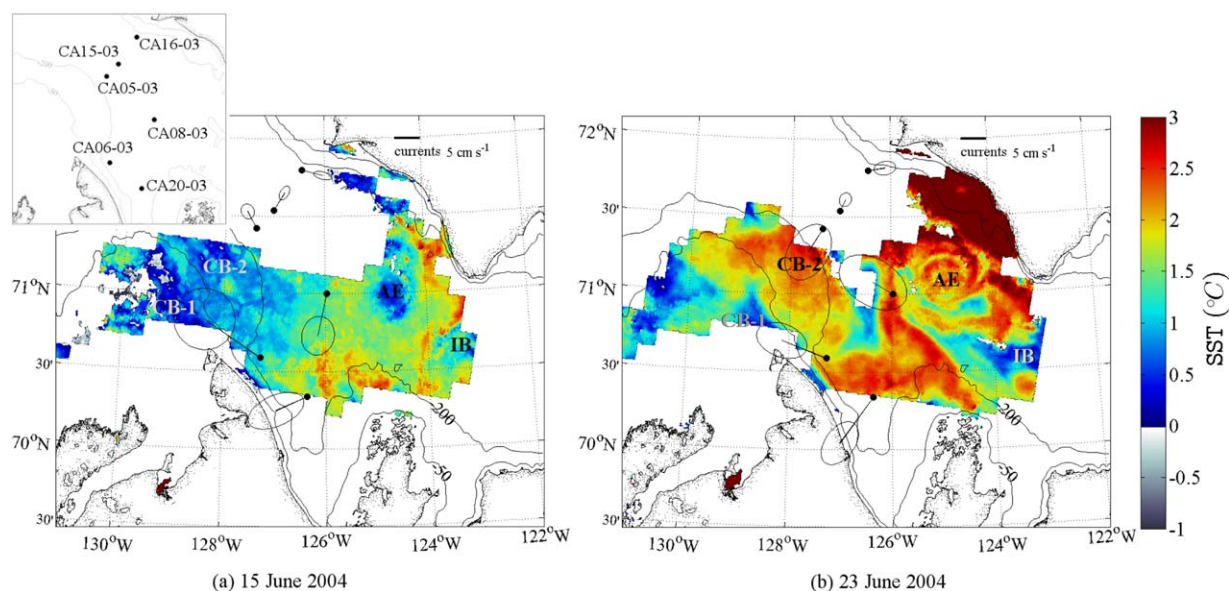 CA16-03
CA15-03
CA05-03
CA08-03
CA06-03
CA20-03
72°N
30'
71°N
30'
70°N
30'
130°W
128°W
126°W
124°W
122°W
currents 5 cm s⁻¹
CB-2
CB-1
AE
IB
200
50
(a) 15 June 2004
72°N
30'
71°N
30'
70°N
30'
130°W
128°W
126°W
124°W
122°W
currents 5 cm s⁻¹
CB-2
CB-1
AE
IB
200
50
(b) 23 June 2004
3
2.5
2
1.5
1
0.5
0
-0.5
-1
SST (°C)